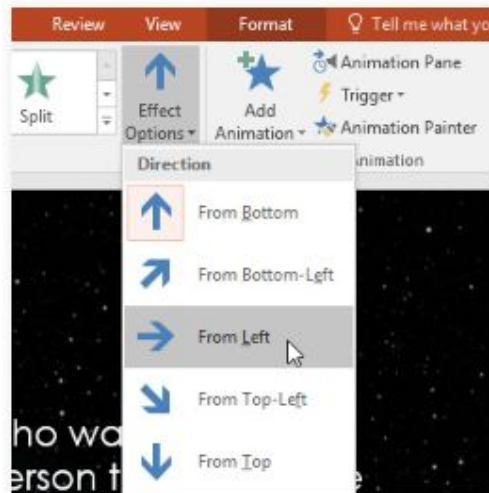 Review View Format Tell me what yo
Split
Effect Options
Add Animation
Animation Pane
Trigger
Animation Painter
nimation
Direction
From Bottom
From Bottom-Left
From Left
From Top-Left
From Top
ho wa
erson t e